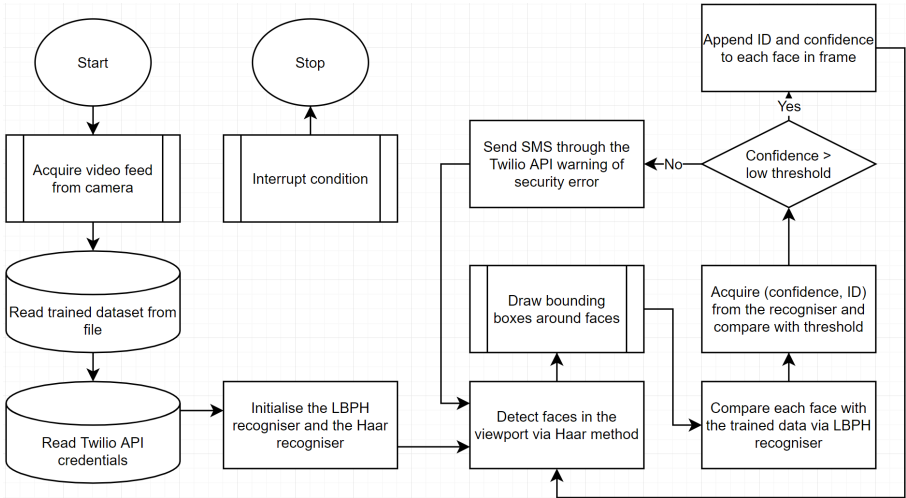 Start
Acquire video feed
from camera
Read trained dataset from
file
Read Twilio API
credentials
Stop
Interrupt condition
Initialise the LBPH
recogniser and the Haar
recogniser
Detect faces in the
viewport via Haar method
Draw bounding
boxes around faces
Compare each face with
the trained data via LBPH
recogniser
Acquire (confidence, ID)
from the recogniser and
compare with threshold
Confidence >
low threshold
No
Send SMS through the
Twilio API warning of
security error
Yes
Append ID and confidence
to each face in frame